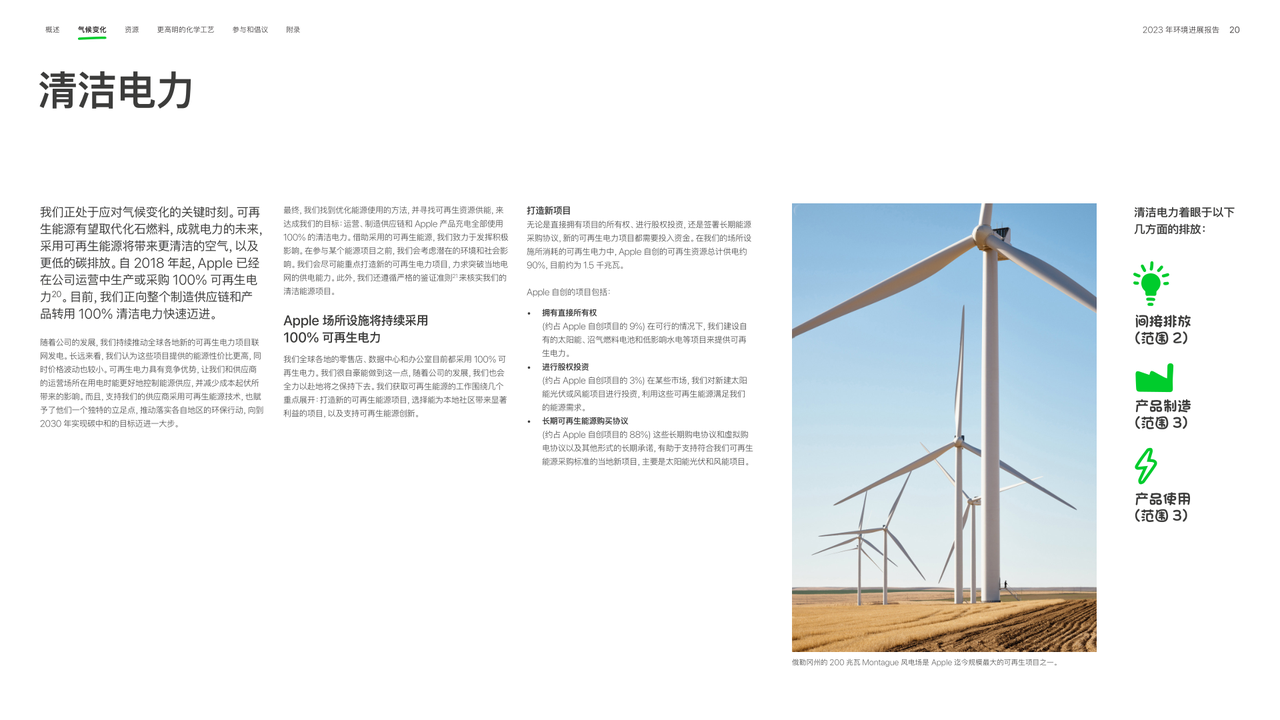 概述 气候变化 资源 更高明的化学工艺 参与和倡议 附录
2023 年环境进展报告 20
清洁电力
我们正处于应对气候变化的关键时刻。可再
生能源有望取代化石燃料，成就电力的未来，
采用可再生能源将带来更清洁的空气，以及
更低的碳排放。自 2018 年起，Apple 已经
在公司运营中生产或采购 100% 可再生电
力20。目前，我们正向整个制造供应链和产
品转用 100% 清洁电力快速迈进。
随着公司的发展，我们持续推动全球各地新的可再生电力项目联
网发电。长远来看，我们认为这些项目提供的能源性价比更高，同
时价格波动也较小。可再生电力具有竞争优势，让我们和供应商
的运营场所在用电时能更好地控制能源供应，并减少成本起伏所
带来的影响。而且，支持我们的供应商采用可再生能源技术，也赋
予了他们一个独特的立足点，推动落实各自地区的环保行动，向到
2030 年实现碳中和的目标迈进一大步。
最终，我们找到优化能源使用的方法，并寻找可再生资源供能，来
达成我们的目标：运营、制造供应链和 Apple 产品充电全部使用
100% 的清洁电力。借助采用的可再生能源，我们致力于发挥积极
影响。在参与某个能源项目之前，我们会考虑潜在的环境和社会影
响。我们会尽可能重点打造新的可再生电力项目，力求突破当地电
网的供电能力。此外，我们还遵循严格的鉴证准则21 来核实我们的
清洁能源项目。
Apple 场所设施将持续采用
100% 可再生电力
我们全球各地的零售店、数据中心和办公室目前都采用 100% 可
再生电力。我们很自豪能做到这一点，随着公司的发展，我们也会
全力以赴地将之保持下去。我们获取可再生能源的工作围绕几个
重点展开：打造新的可再生能源项目，选择能为本地社区带来显著
利益的项目，以及支持可再生能源创新。
打造新项目
无论是直接拥有项目的所有权、进行股权投资，还是签署长期能源
采购协议，新的可再生电力项目都需要投入资金。在我们的场所设
施所消耗的可再生电力中，Apple 自创的可再生资源总计供电约
90%，目前约为 1.5 千兆瓦。
Apple 自创的项目包括：
• 拥有直接所有权
(约占 Apple 自创项目的 9%) 在可行的情况下，我们建设自
有的太阳能、沼气燃料电池和低影响水电等项目来提供可再
生电力。
• 进行股权投资
(约占 Apple 自创项目的 3%) 在某些市场，我们对新建太阳
能光伏或风能项目进行投资，利用这些可再生能源满足我们
的能源需求。
• 长期可再生能源购买协议
(约占 Apple 自创项目的 88%) 这些长期购电协议和虚拟购
电协议以及其他形式的长期承诺，有助于支持符合我们可再生
能源采购标准的当地新项目，主要是太阳能光伏和风能项目。
俄勒冈州的 200 兆瓦 Montague 风电场是 Apple 迄今规模最大的可再生项目之一。
清洁电力着眼于以下
几方面的排放：
间接排放
(范围 2)
产品制造
(范围 3)
产品使用
(范围 3)